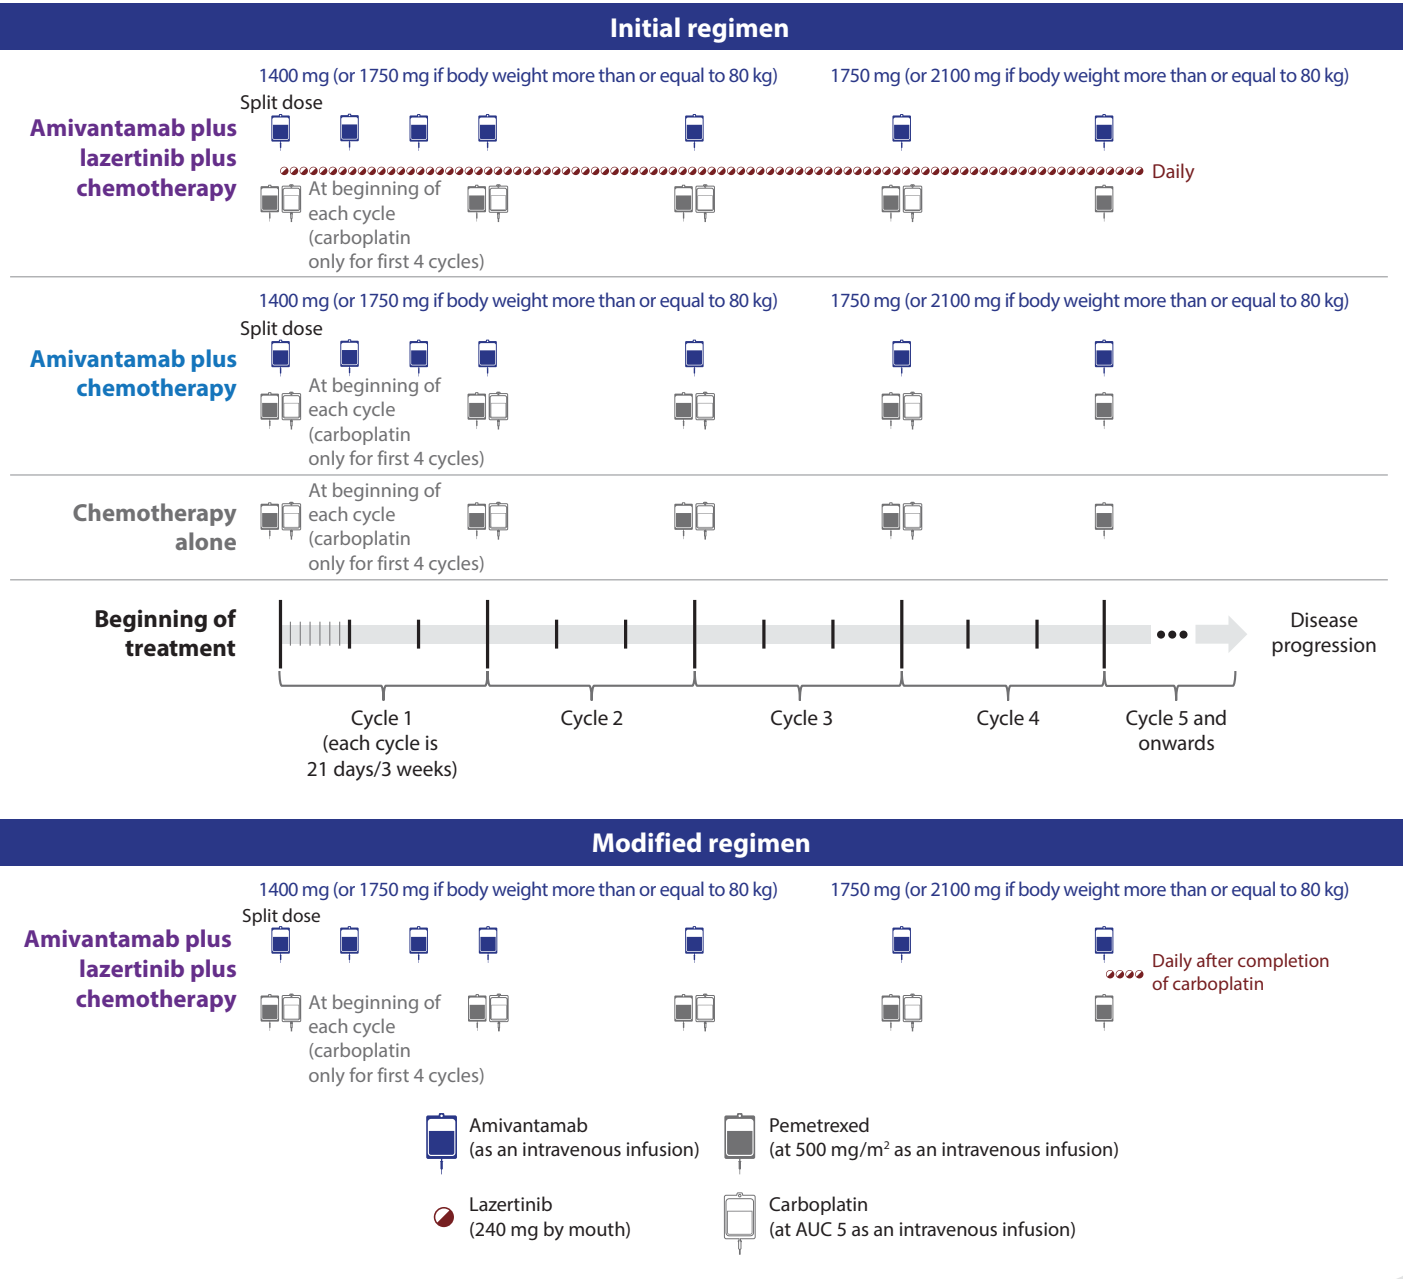 Initial regimen
1400 mg (or 1750 mg if body weight more than or equal to 80 kg)
1750 mg (or 2100 mg if body weight more than or equal to 80 kg)
Split dose
Amivantamab plus
lazertinib plus
chemotherapy
Daily
At beginning of
each cycle
(carboplatin
only for first 4 cycles)
1400 mg (or 1750 mg if body weight more than or equal to 80 kg)
1750 mg (or 2100 mg if body weight more than or equal to 80 kg)
Split dose
Amivantamab plus
chemotherapy
At beginning of
each cycle
(carboplatin
only for first 4 cycles)
Chemotherapy
alone
At beginning of
each cycle
(carboplatin
only for first 4 cycles)
Beginning of
treatment
Disease
progression
Cycle 1
(each cycle is
21 days/3 weeks)
Cycle 2
Cycle 3
Cycle 4
Cycle 5 and
onwards
Modified regimen
1400 mg (or 1750 mg if body weight more than or equal to 80 kg)
1750 mg (or 2100 mg if body weight more than or equal to 80 kg)
Split dose
Amivantamab plus
lazertinib plus
chemotherapy
Daily after completion
of carboplatin
At beginning of
each cycle
(carboplatin
only for first 4 cycles)
Amivantamab
(as an intravenous infusion)
Pemetrexed
(at 500 mg/m² as an intravenous infusion)
Lazertinib
(240 mg by mouth)
Carboplatin
(at AUC 5 as an intravenous infusion)